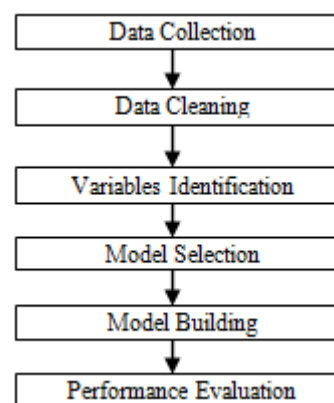 Data Collection
Data Cleaning
Variables Identification
Model Selection
Model Building
Performance Evaluation